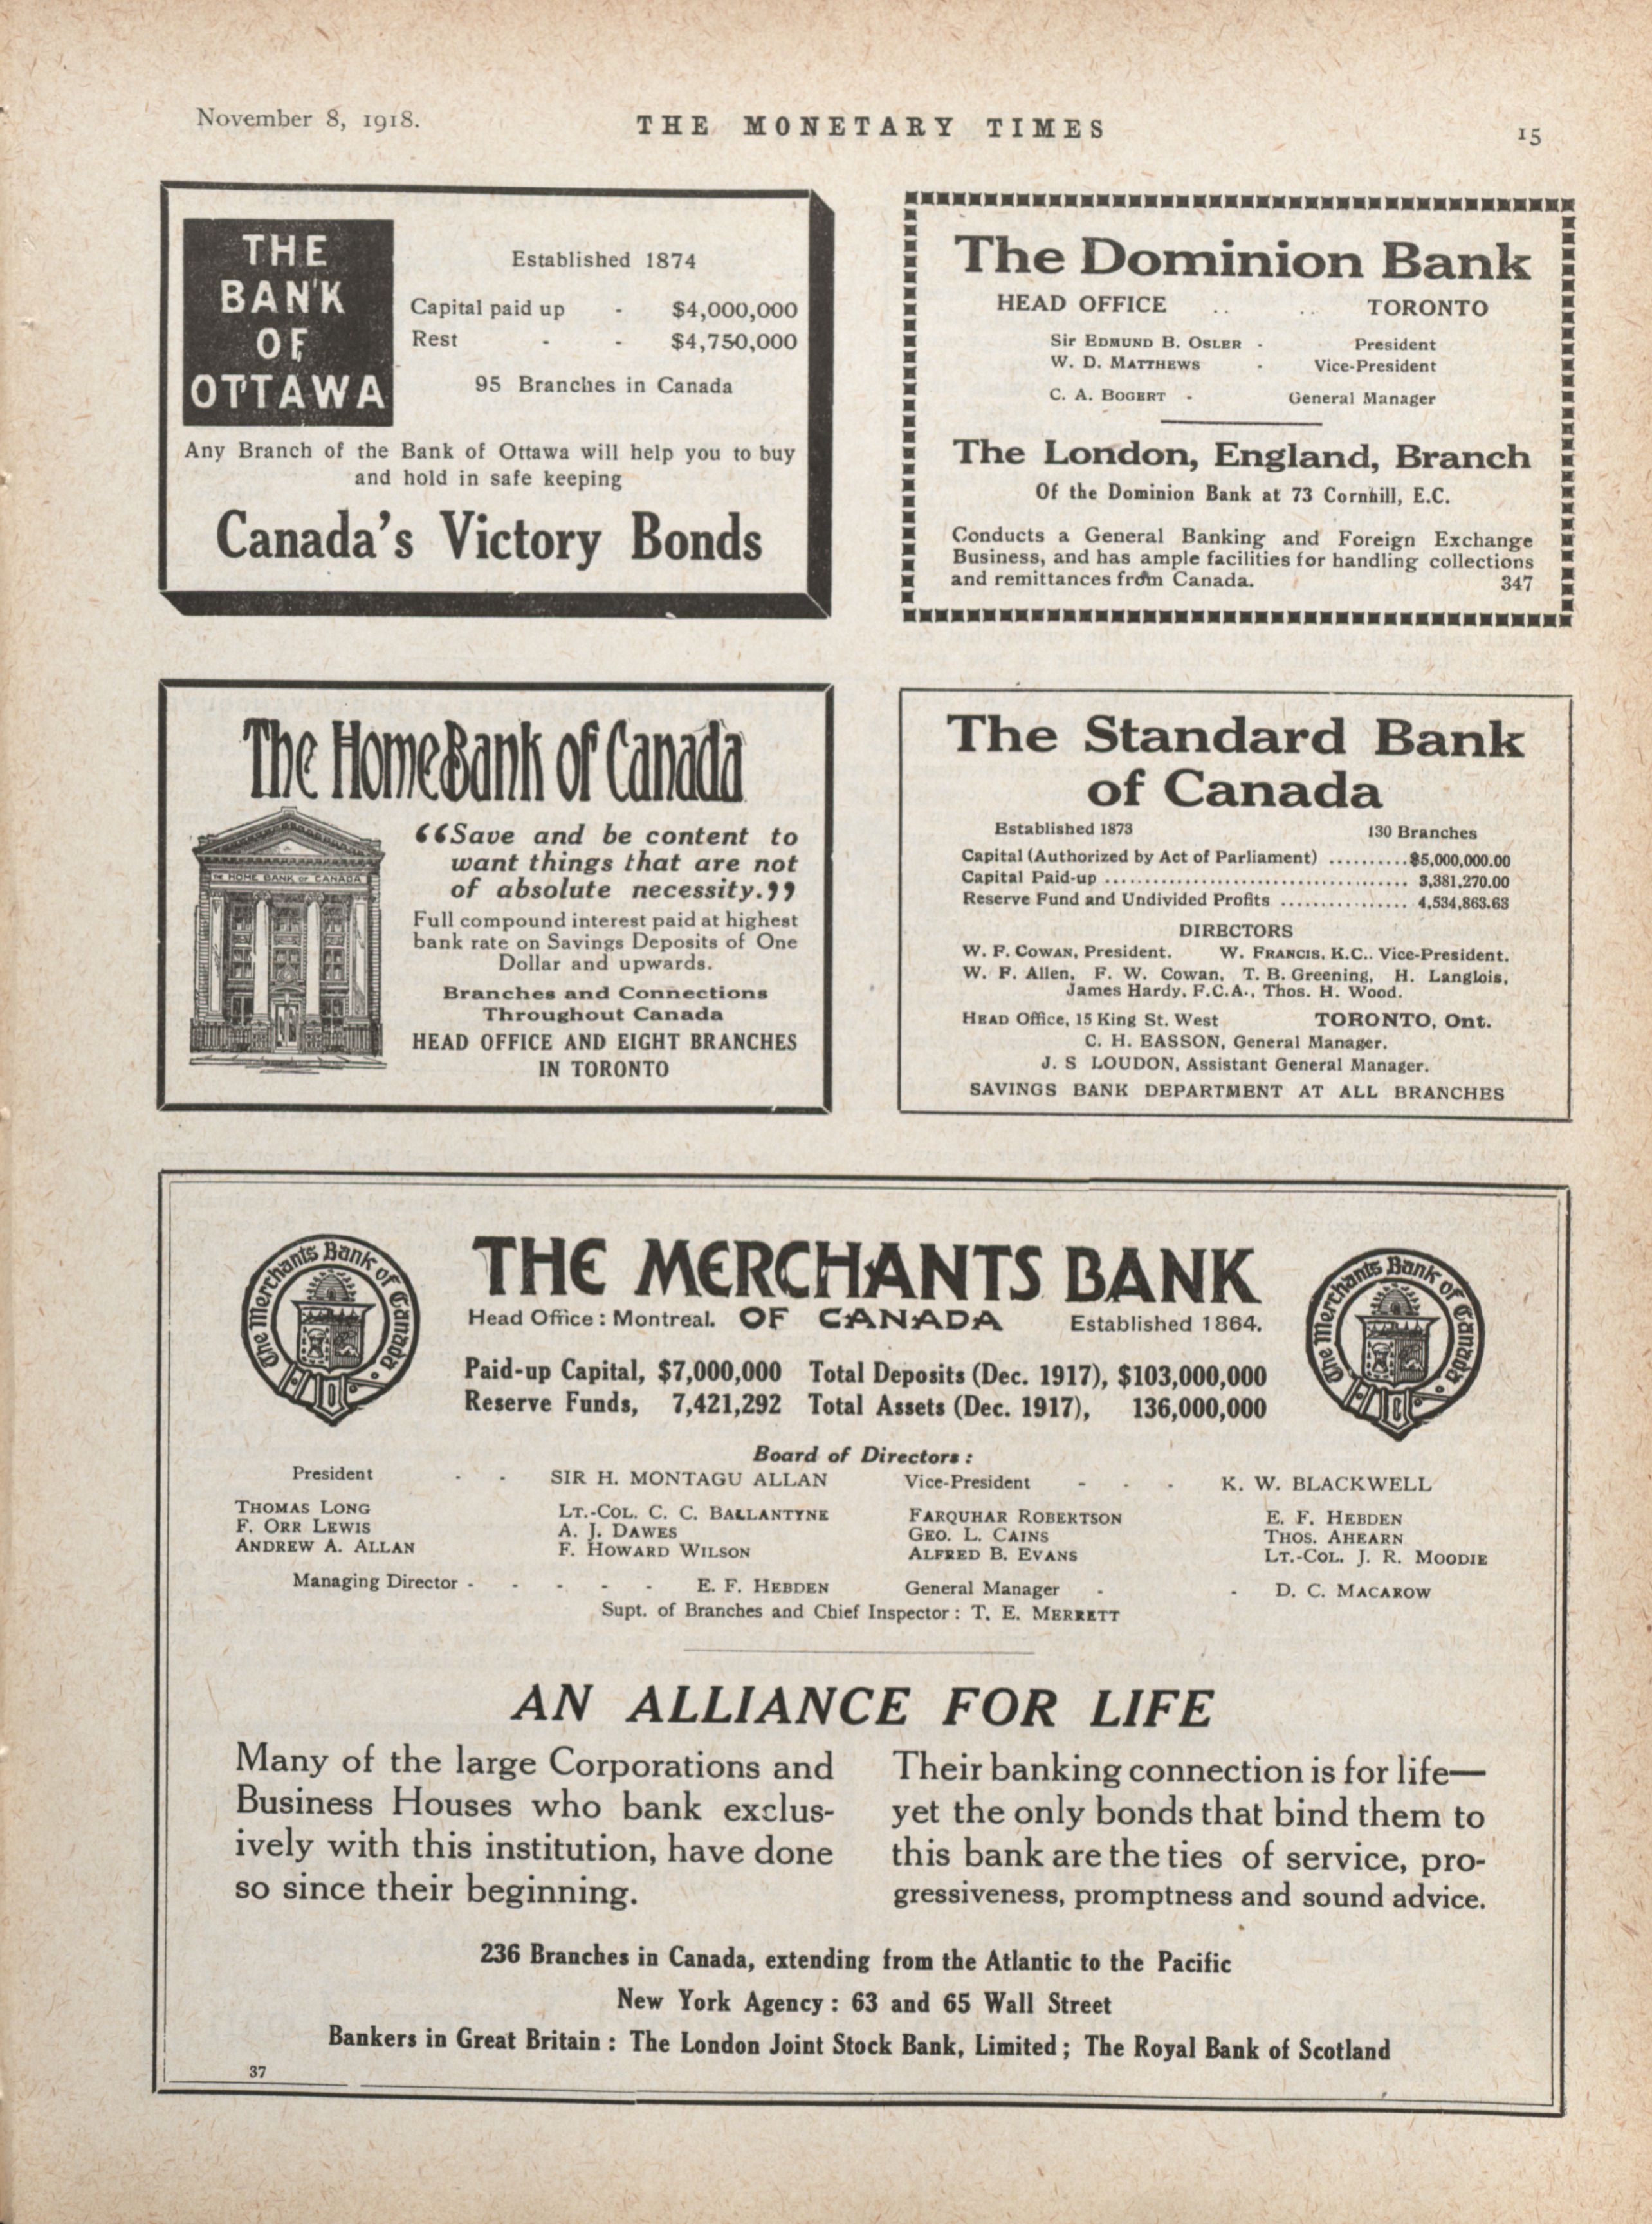 November 8, 1918.
THE MONETARY TIMES
15
THE
BANK
OF
OTTAWA
Established 1874
Capital paid up - $4,000,000
Rest - - $4,750,000
95 Branches in Canada
Any Branch of the Bank of Ottawa will help you to buy
and hold in safe keeping
Canada's Victory Bonds
The Dominion Bank
HEAD OFFICE .. .. TORONTO
Sir EDMUND B. OSLER - President
W. D. MATTHEWS - Vice-President
C. A. BOGERT - General Manager
The London, England, Branch
Of the Dominion Bank at 73 Cornhill, E.C.
Conducts a General Banking and Foreign Exchange
Business, and has ample facilities for handling collections
and remittances from Canada. 347
The Home Bank of Canada
THE HOME BANK OF CANADA
“Save and be content to
want things that are not
of absolute necessity.”
Full compound interest paid at highest
bank rate on Savings Deposits of One
Dollar and upwards.
Branches and Connections
Throughout Canada
HEAD OFFICE AND EIGHT BRANCHES
IN TORONTO
The Standard Bank
of Canada
Established 1873 130 Branches
Capital (Authorized by Act of Parliament) ..........$5,000,000.00
Capital Paid-up ...................................... 3,381,270.00
Reserve Fund and Undivided Profits ................ 4,534,863.63
DIRECTORS
W. F. COWAN, President. W. FRANCIS, K.C.. Vice-President.
W. F. Allen, F. W. Cowan, T. B. Greening, H. Langlois,
James Hardy, F.C.A., Thos. H. Wood.
HEAD Office, 15 King St. West TORONTO, Ont.
C. H. EASSON, General Manager.
J. S LOUDON, Assistant General Manager.
SAVINGS BANK DEPARTMENT AT ALL BRANCHES
The Merchants Bank of Canada
THE MERCHANTS BANK
Head Office : Montreal. OF CANADA Established 1864.
The Merchants Bank of Canada
Paid-up Capital, $7,000,000 Total Deposits (Dec. 1917), $103,000,000
Reserve Funds, 7,421,292 Total Assets (Dec. 1917), 136,000,000
Board of Directors :
President - - SIR H. MONTAGU ALLAN Vice-President - - - K. W. BLACKWELL
THOMAS LONG LT.-COL. C. C. BALLANTYNE FARQUHAR ROBERTSON E. F. HEBDEN
F. ORR LEWIS A. J. DAWES GEO. L. CAINS THOS. AHEARN
ANDREW A. ALLAN F. HOWARD WILSON ALFRED B. EVANS LT.-COL. J. R. MOODIE
Managing Director - - - - - E. F. HEBDEN General Manager - - D. C. MACAROW
Supt. of Branches and Chief Inspector : T. E. MERRETT
AN ALLIANCE FOR LIFE
Many of the large Corporations and
Business Houses who bank exclus-
ively with this institution, have done
so since their beginning.
Their banking connection is for life—
yet the only bonds that bind them to
this bank are the ties of service, pro-
gressiveness, promptness and sound advice.
236 Branches in Canada, extending from the Atlantic to the Pacific
New York Agency : 63 and 65 Wall Street
Bankers in Great Britain : The London Joint Stock Bank, Limited ; The Royal Bank of Scotland
37